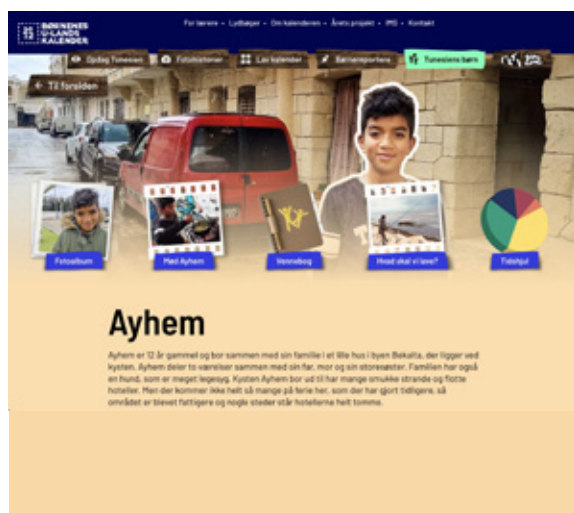 BØRNENES
U-LANDS
KALENDER
For lærere • Lydbøger • Om kalenderen • Årets projekt • IMG • Kontakt
Opdag Tunesien Fotohistorier Lav kalender Børnereportere Tunesiens børn
← Til forsiden
Fotoalbum Mød Ayhem Vennebog Hvad skal vi lave? Tidshjul
Ayhem
Ayhem er 12 år gammel og bor sammen med sin familie i et lille hus i byen Bekalta, der ligger ved
kysten. Ayhem deler to værelser sammen med sin far, mor og sin storesøster. Familien har også
en hund, som er meget legesyg. Kysten Ayhem bor ud til har mange smukke strande og flotte
hoteller. Men der kommer ikke helt så mange på ferie her, som der har gjort tidligere, så
området er blevet fattigere og nogle steder står hotellerne helt tomme.